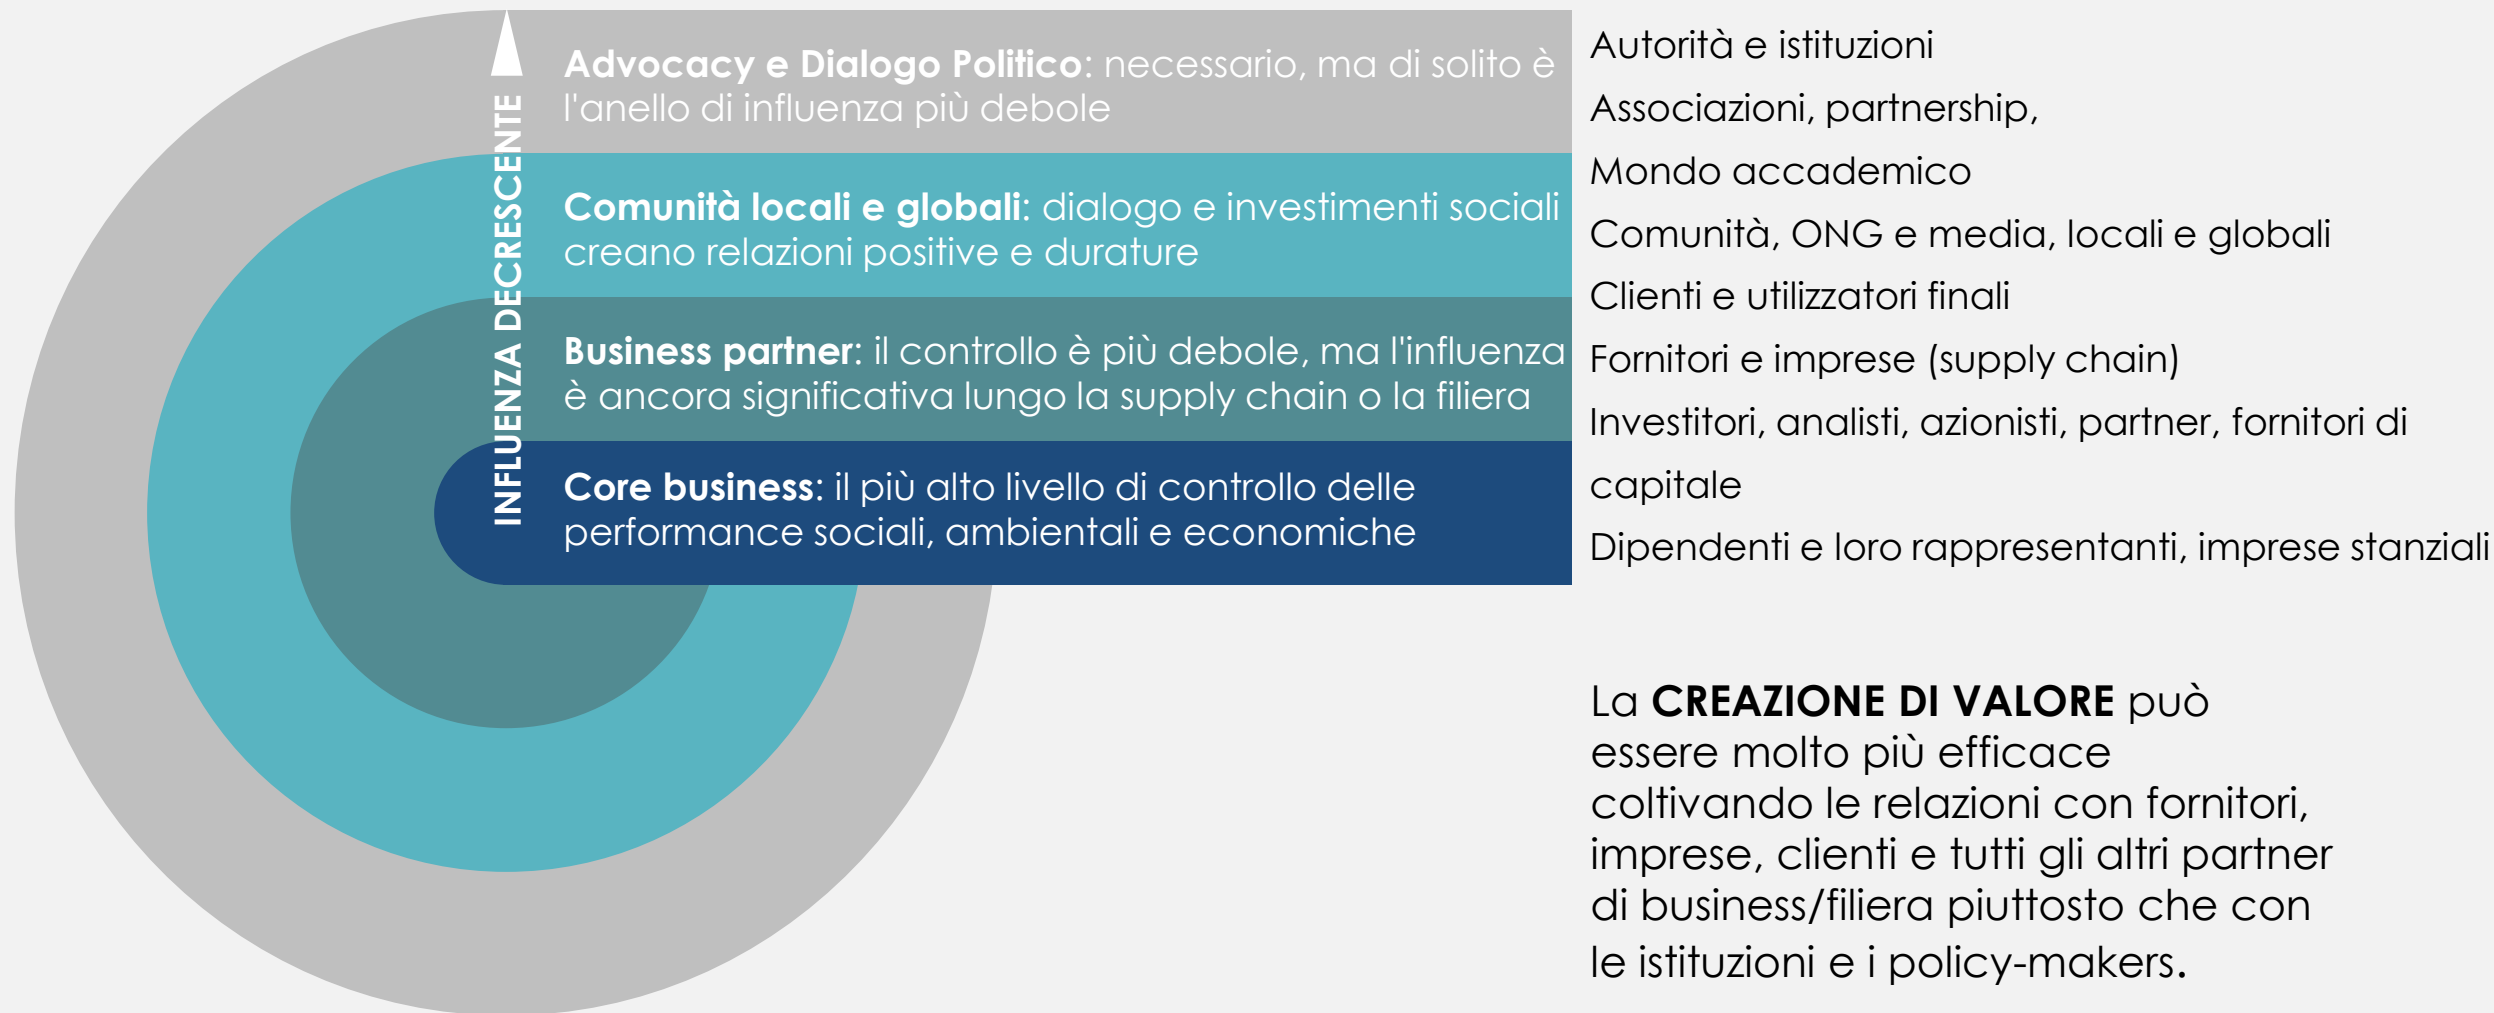 INFLUENZA DECRESCENTE
Advocacy e Dialogo Politico: necessario, ma di solito è
l'anello di influenza più debole
Comunità locali e globali: dialogo e investimenti sociali
creano relazioni positive e durature
Business partner: il controllo è più debole, ma l'influenza
è ancora significativa lungo la supply chain o la filiera
Core business: il più alto livello di controllo delle
performance sociali, ambientali e economiche
Autorità e istituzioni
Associazioni, partnership,
Mondo accademico
Comunità, ONG e media, locali e globali
Clienti e utilizzatori finali
Fornitori e imprese (supply chain)
Investitori, analisti, azionisti, partner, fornitori di
capitale
Dipendenti e loro rappresentanti, imprese stanziali
La CREAZIONE DI VALORE può
essere molto più efficace
coltivando le relazioni con fornitori,
imprese, clienti e tutti gli altri partner
di business/filiera piuttosto che con
le istituzioni e i policy-makers.